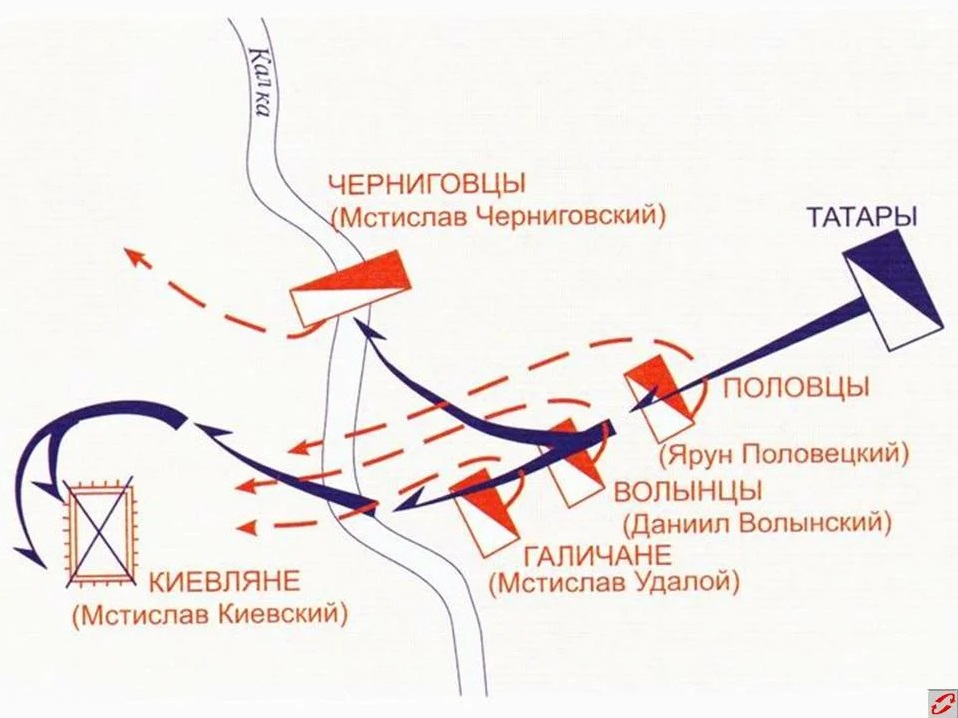 Калка
ЧЕРНИГОВЦЫ
(Мстислав Черниговский)
ТАТАРЫ
ПОЛОВЦЫ
(Ярун Половецкий)
ВОЛЫНЦЫ
(Даниил Волынский)
ГАЛИЧАНЕ
(Мстислав Удалой)
КИЕВЛЯНЕ
(Мстислав Киевский)